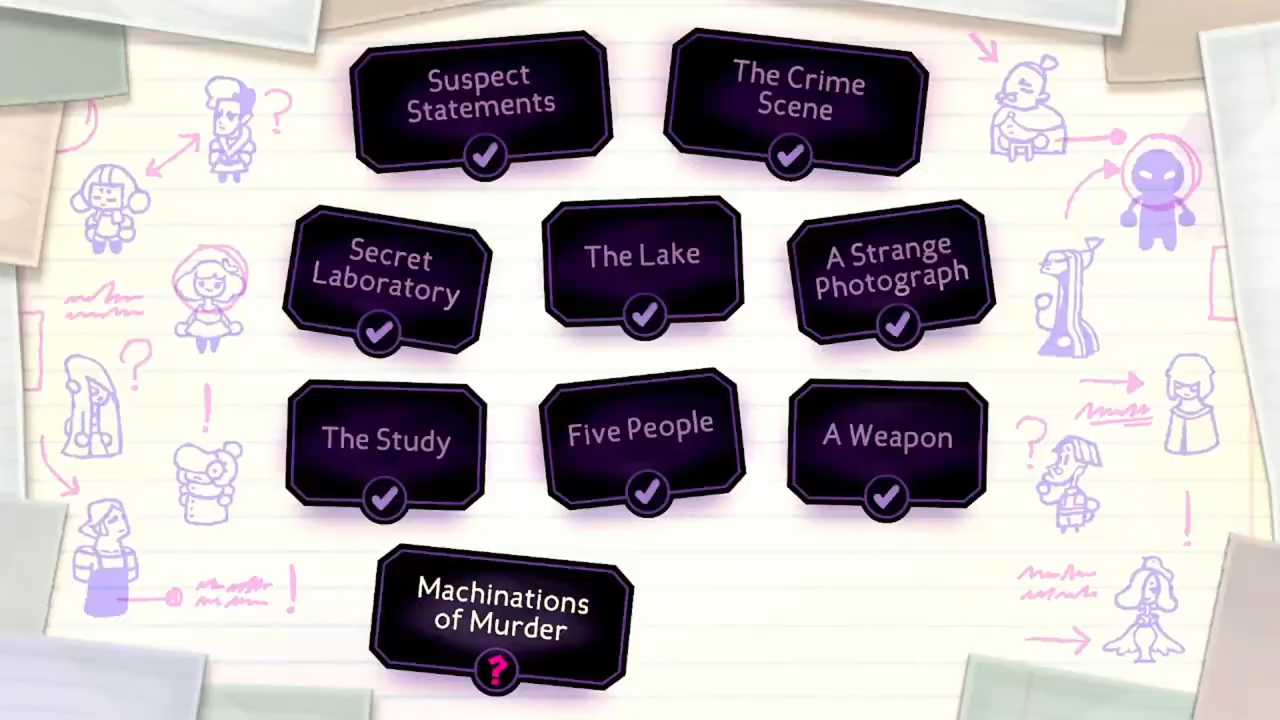 Suspect
Statements
The Crime
Scene
Secret
Laboratory
The Lake
A Strange
Photograph
The Study
Five People
A Weapon
Machinations
of Murder
?
?
?
?
!
!
!